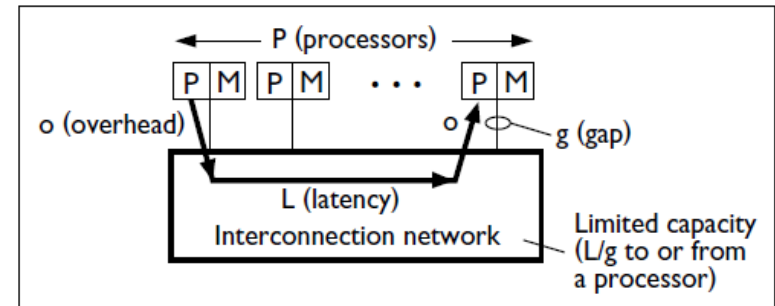 P (processors)
P M P M • • • P M
o (overhead)
o
g (gap)
L (latency)
Interconnection network
Limited capacity
(L/g to or from
a processor)